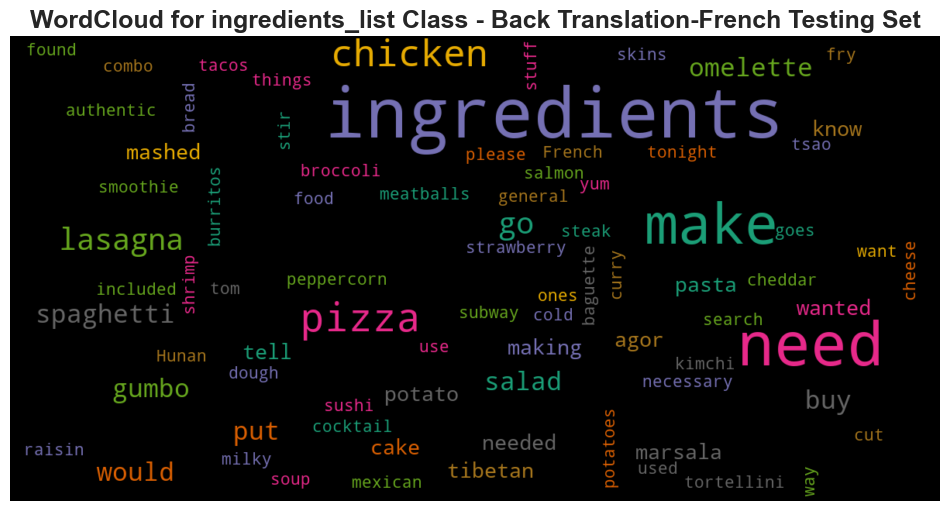 WordCloud for ingredients_list Class - Back Translation-French Testing Set
found
combo
tacos
things
chicken
stuff
skins
omelette
fry
authentic
bread
stir
ingredients
know
tsao
mashed
please
French
tonight
broccoli
salmon
yum
smoothie
burritos
food
meatballs
general
make
goes
lasagna
go
steak
strawberry
want
cheese
shrimp
included
tom
peppercorn
baguette
curry
pasta
cheddar
ones
spaghetti
pizza
subway
cold
search
wanted
need
Hunan
tell
use
making
agor
kimchi
dough
necessary
gumbo
salad
potato
buy
sushi
cocktail
put
cake
needed
potatoes
cut
raisin
milky
marsala
used
would
soup
mexican
tibetan
tortellini
way